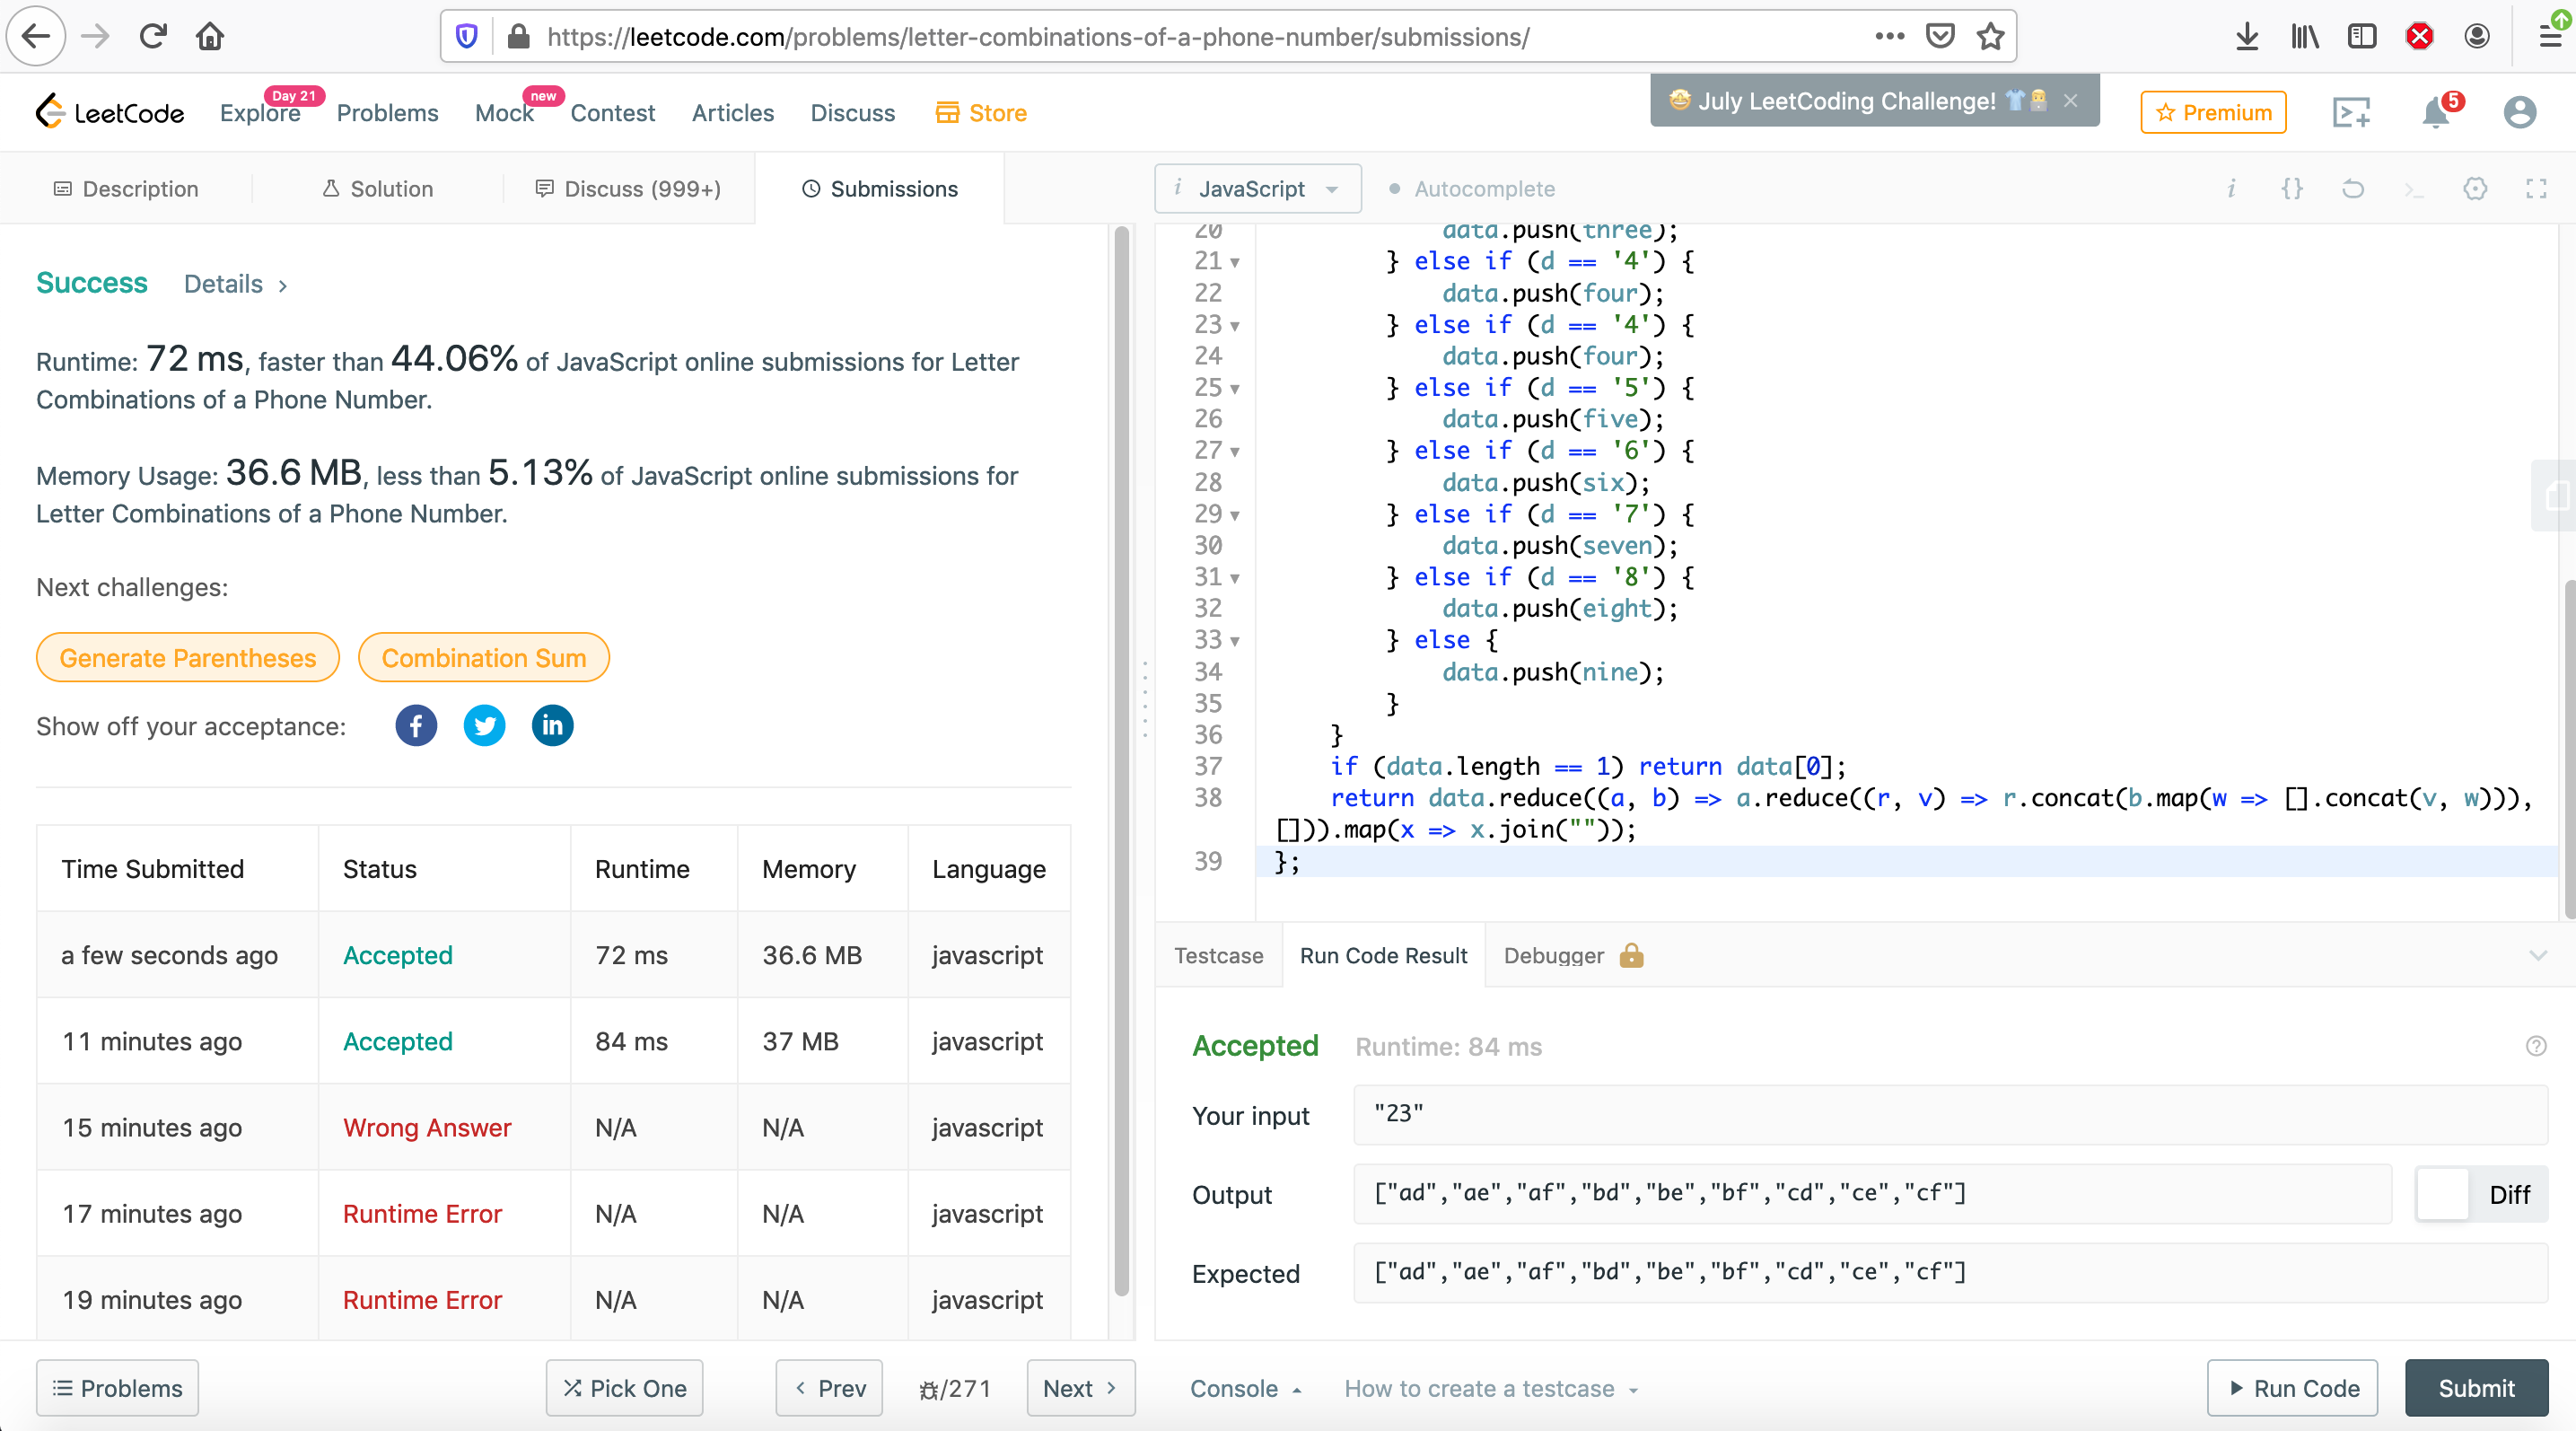 https://leetcode.com/problems/letter-combinations-of-a-phone-number/submissions/
LeetCode
Explore
Day 21
Problems
Mock
new
Contest
Articles
Discuss
Store
July LeetCoding Challenge!
Premium
5
Description
Solution
Discuss (999+)
Submissions
i JavaScript
Autocomplete
Success Details
Runtime: 72 ms, faster than 44.06% of JavaScript online submissions for Letter
Combinations of a Phone Number.
Memory Usage: 36.6 MB, less than 5.13% of JavaScript online submissions for
Letter Combinations of a Phone Number.
Next challenges:
Generate Parentheses
Combination Sum
Show off your acceptance:
Time Submitted Status Runtime Memory Language
a few seconds ago Accepted 72 ms 36.6 MB javascript
11 minutes ago Accepted 84 ms 37 MB javascript
15 minutes ago Wrong Answer N/A N/A javascript
17 minutes ago Runtime Error N/A N/A javascript
19 minutes ago Runtime Error N/A N/A javascript
Problems
Pick One
Prev
/271
Next
20 data.push(three);
21 } else if (d == '4') {
22 data.push(four);
23 } else if (d == '4') {
24 data.push(four);
25 } else if (d == '5') {
26 data.push(five);
27 } else if (d == '6') {
28 data.push(six);
29 } else if (d == '7') {
30 data.push(seven);
31 } else if (d == '8') {
32 data.push(eight);
33 } else {
34 data.push(nine);
35 }
36 }
37 if (data.length == 1) return data[0];
38 return data.reduce((a, b) => a.reduce((r, v) => r.concat(b.map(w => [].concat(v, w))),
[])).map(x => x.join(""));
39 };
Testcase
Run Code Result
Debugger
Accepted Runtime: 84 ms
Your input "23"
Output ["ad","ae","af","bd","be","bf","cd","ce","cf"]
Diff
Expected ["ad","ae","af","bd","be","bf","cd","ce","cf"]
Console
How to create a testcase
Run Code
Submit